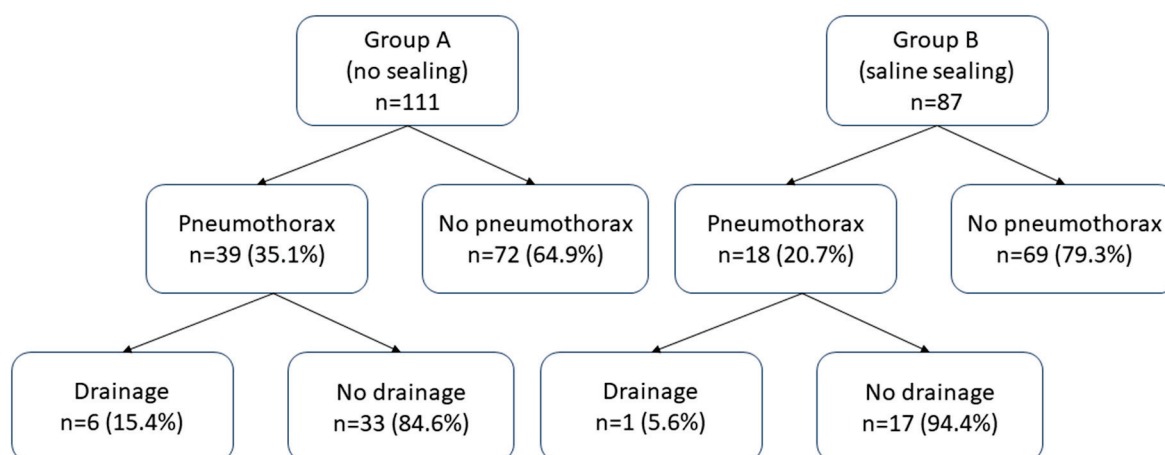 Group A
(no sealing)
n=111
Group B
(saline sealing)
n=87
Pneumothorax
n=39 (35.1%)
No pneumothorax
n=72 (64.9%)
Pneumothorax
n=18 (20.7%)
No pneumothorax
n=69 (79.3%)
Drainage
n=6 (15.4%)
No drainage
n=33 (84.6%)
Drainage
n=1 (5.6%)
No drainage
n=17 (94.4%)